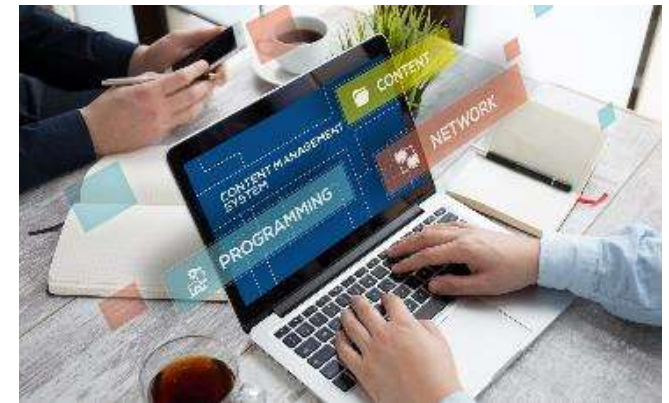 CONTENT
NETWORK
CONTENT MANAGEMENT
SYSTEM
PROGRAMMING